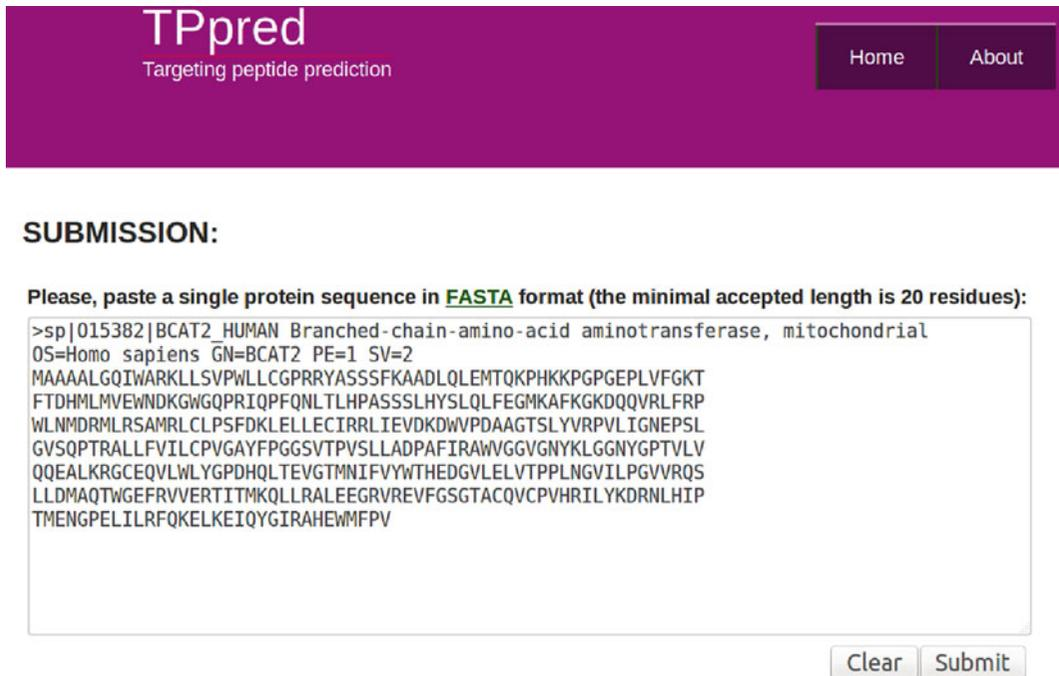 TPpred
Targeting peptide prediction
Home
About
SUBMISSION:
Please, paste a single protein sequence in FASTA format (the minimal accepted length is 20 residues):
>sp|O15382|BCAT2_HUMAN Branched-chain-amino-acid aminotransferase, mitochondrial
OS=Homo sapiens GN=BCAT2 PE=1 SV=2
MAAAALGQIWARKLLSVPWLLCGPRRYASSSFKAADLQLEMTQKPHKKPGPGEPLVFGKT
FTDHMLMVEWNDKGWGQPRIQPFQNLTLHPASSSLHYSLQLFEGMKAFKGKDQQVRLFRP
WLNMDRMLRSAMRLCLPSFDKLELLECIRRLIEVDKDWVPDAAGTSLYVRPVLIGNEPSL
GVSQPTRALLFVILCPVGAYFPGGSVTPVSLLADPAFIRAWVGGVGNYKLGGNYGPTVLV
QQEALKRGCEQVLWLYGPDHQLTEVGTMNIFVYWTHEDGVLELVTPPLNGVILPGVVRQS
LLDMAQTWGEFRVVERTITMKQLLRALEEGRVREVFGSGTACQVCPVHRILYKDRNLHIP
TMENGPELILRFQKELKEIQYGIRAHEWMFPV
Clear
Submit